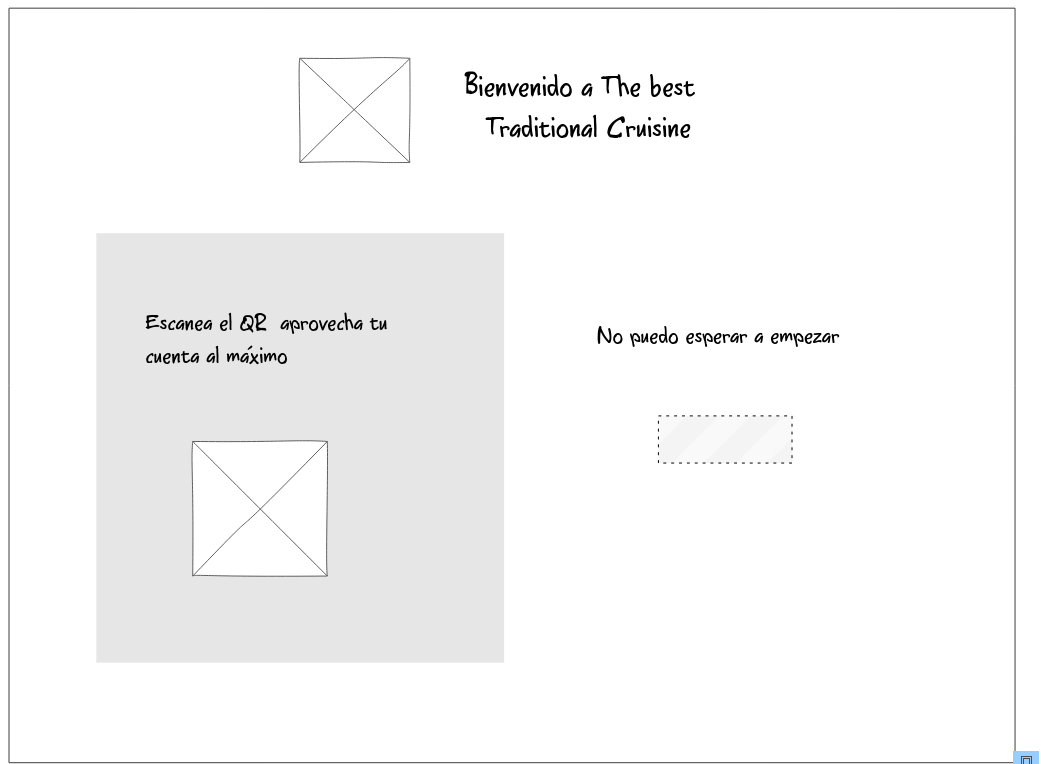 Bienvenido a The best
Traditional Cruisine
Escanea el QR aprovecha tu
cuenta al máximo
No puedo esperar a empezar